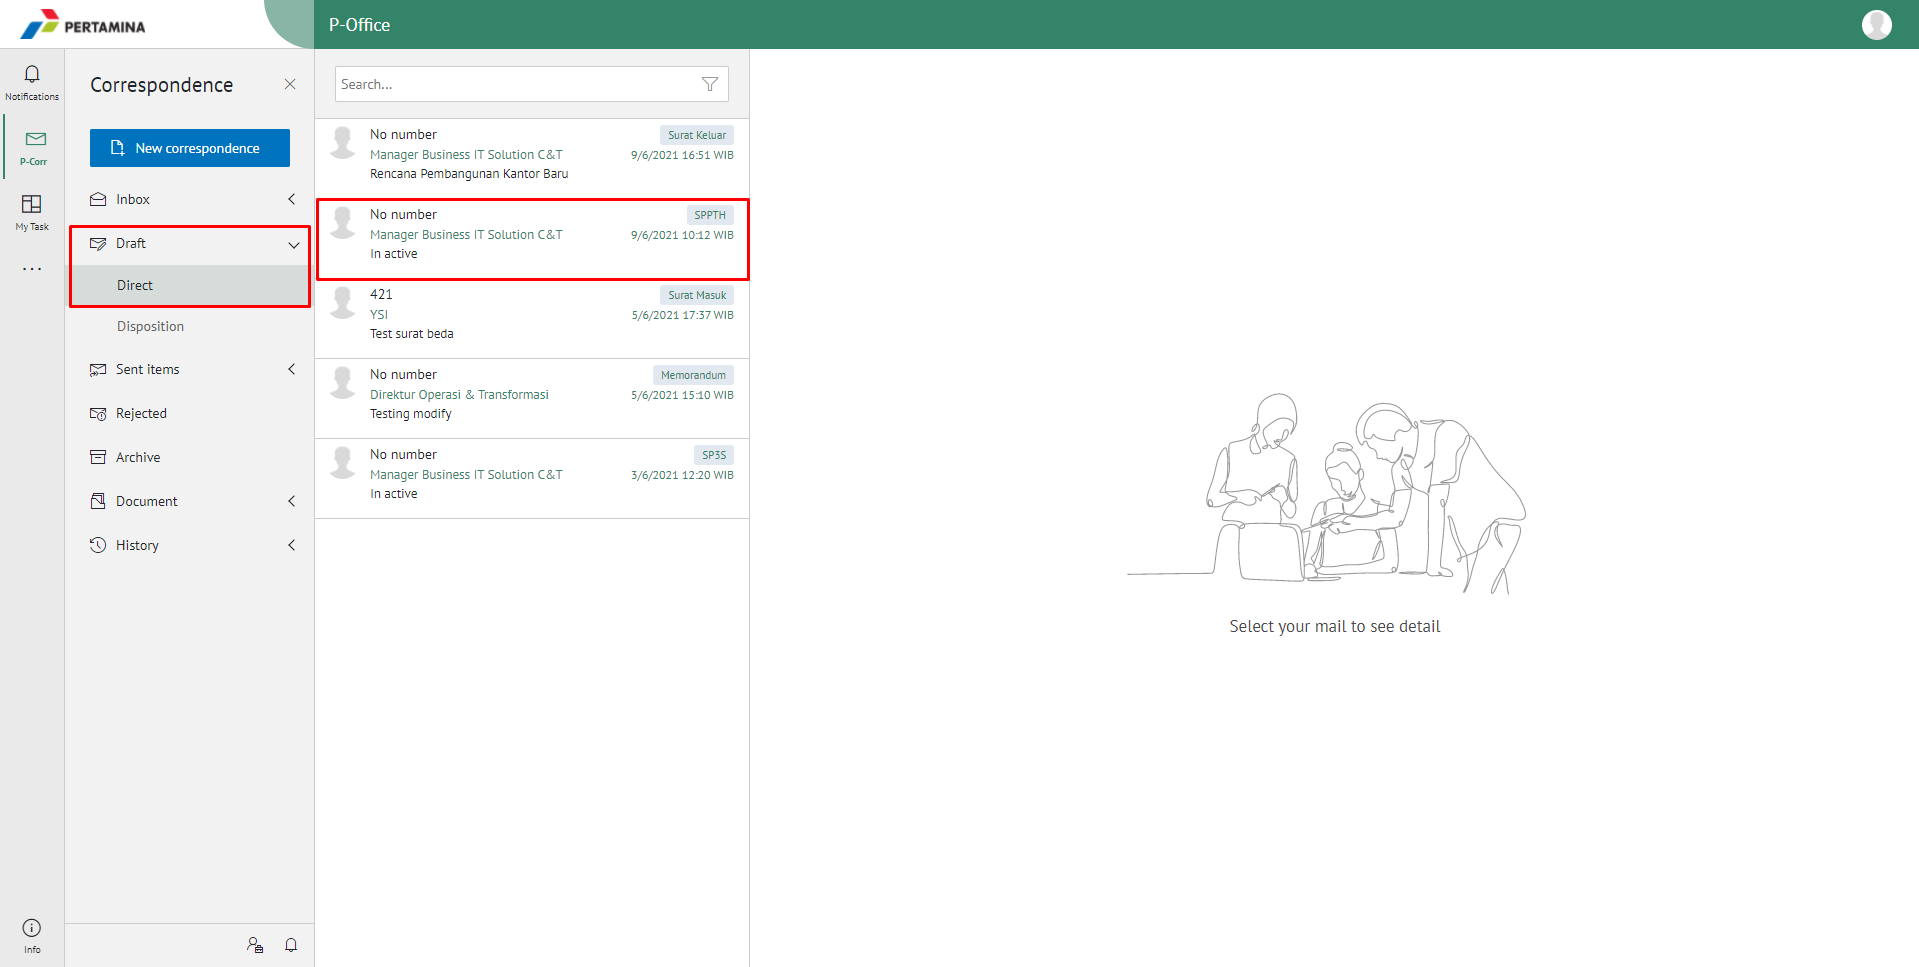 PERTAMINA
P-Office
Notifications
P-Corr
My Task
Info
Correspondence
New correspondence
Inbox
Draft
Direct
Disposition
Sent items
Rejected
Archive
Document
History
Search...
No number
Surat Keluar
Manager Business IT Solution C&T
9/6/2021 16:51 WIB
Rencana Pembangunan Kantor Baru
No number
SPPTH
Manager Business IT Solution C&T
9/6/2021 10:12 WIB
In active
421
Surat Masuk
YSI
5/6/2021 17:37 WIB
Test surat beda
No number
Memorandum
Direktur Operasi & Transformasi
5/6/2021 15:10 WIB
Testing modify
No number
SP3S
Manager Business IT Solution C&T
3/6/2021 12:20 WIB
In active
Select your mail to see detail